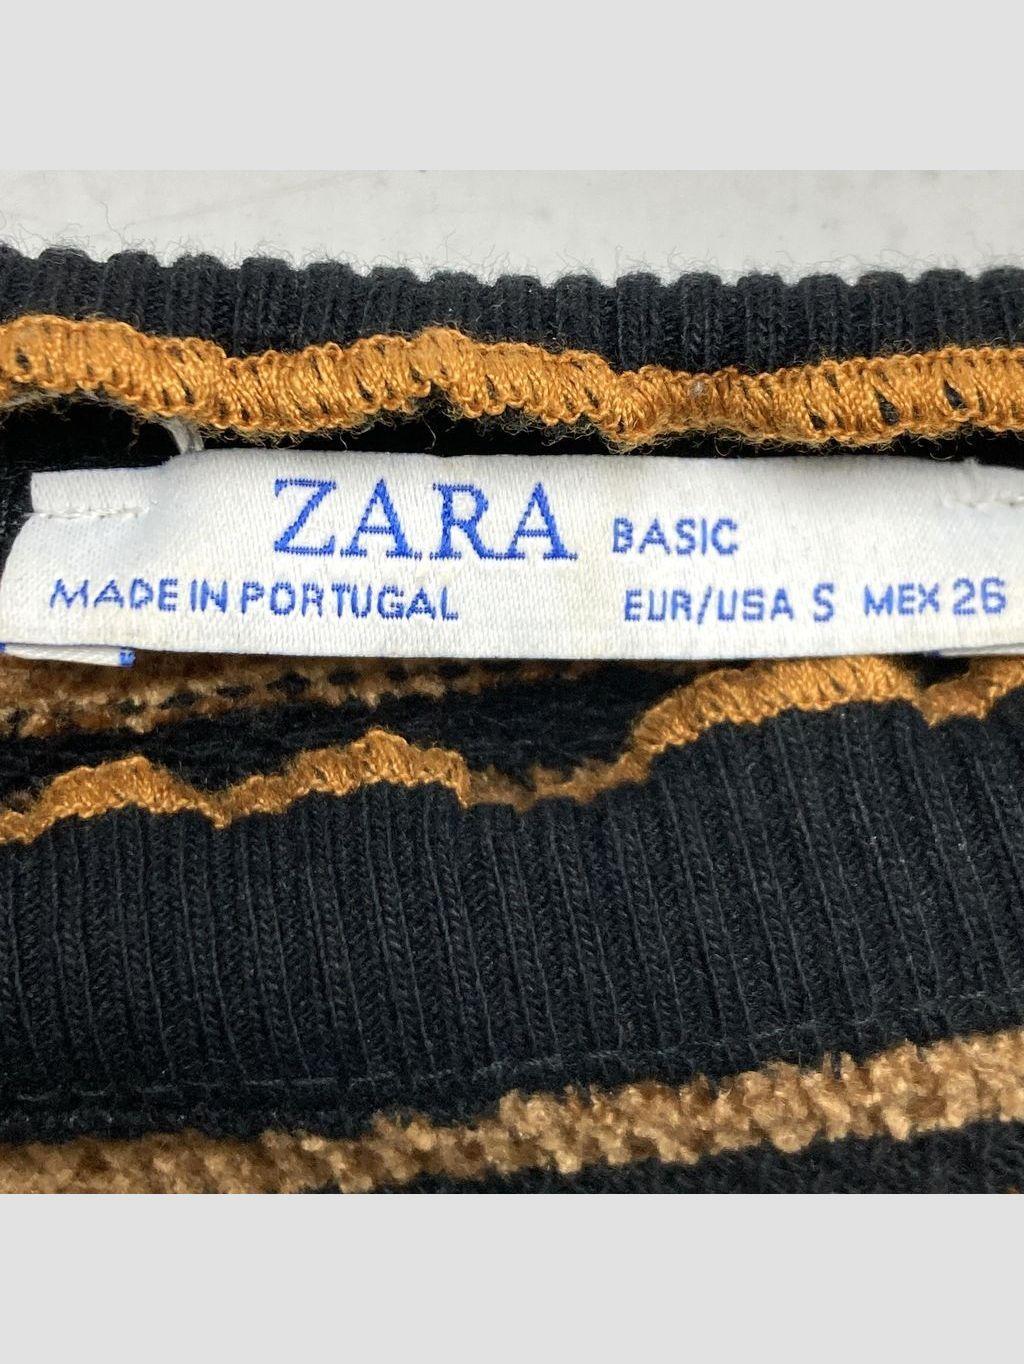 ZARA BASIC
MADE IN PORTUGAL EUR/USA S MEX 26